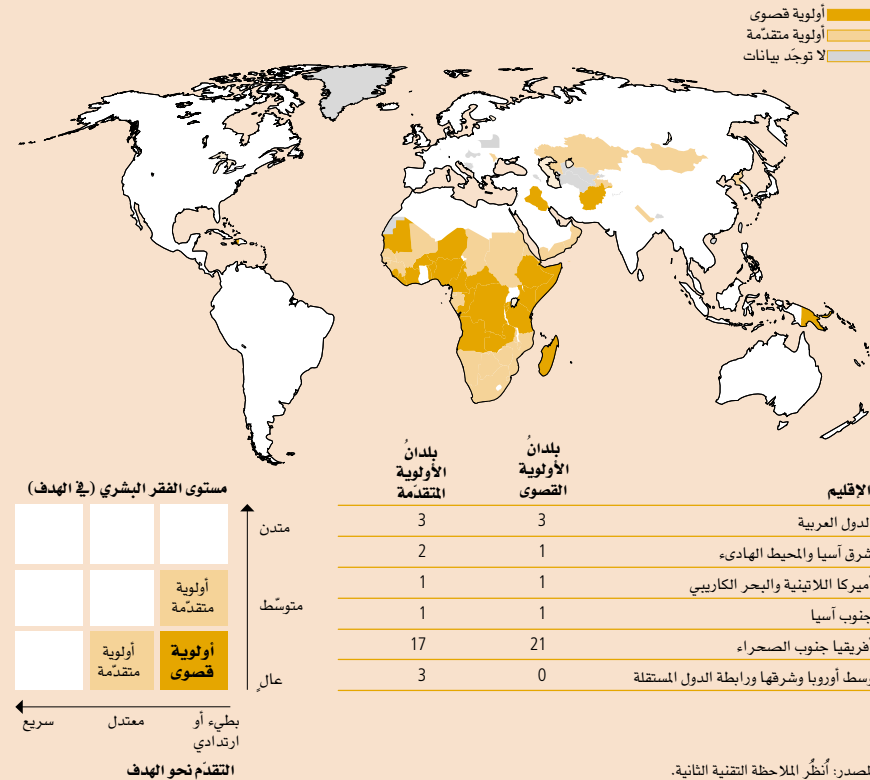 أولوية قصوى
أولوية متقدّمة
لا توجَد بيانات
الإقليم
بلدانُ الأولوية القصوى
بلدانُ الأولوية المتقدّمة
الدول العربية 3 3
شرق آسيا والمحيط الهادىء 1 2
أميركا اللاتينية والبحر الكاريبي 1 1
جنوب آسيا 1 1
أفريقيا جنوب الصحراء 21 17
وسط أوروبا وشرقها ورابطة الدول المستقلة 0 3
مستوى الفقر البشري (في الهدف)
متدن
متوسّط
أولوية
متقدّمة
عالٍ
أولوية
قصوى
أولوية
متقدّمة
بطيء أو
ارتدادي
معتدل
سريع
التقدّم نحو الهدف
المصدر: أُنظُر الملاحظة التقنية الثانية.